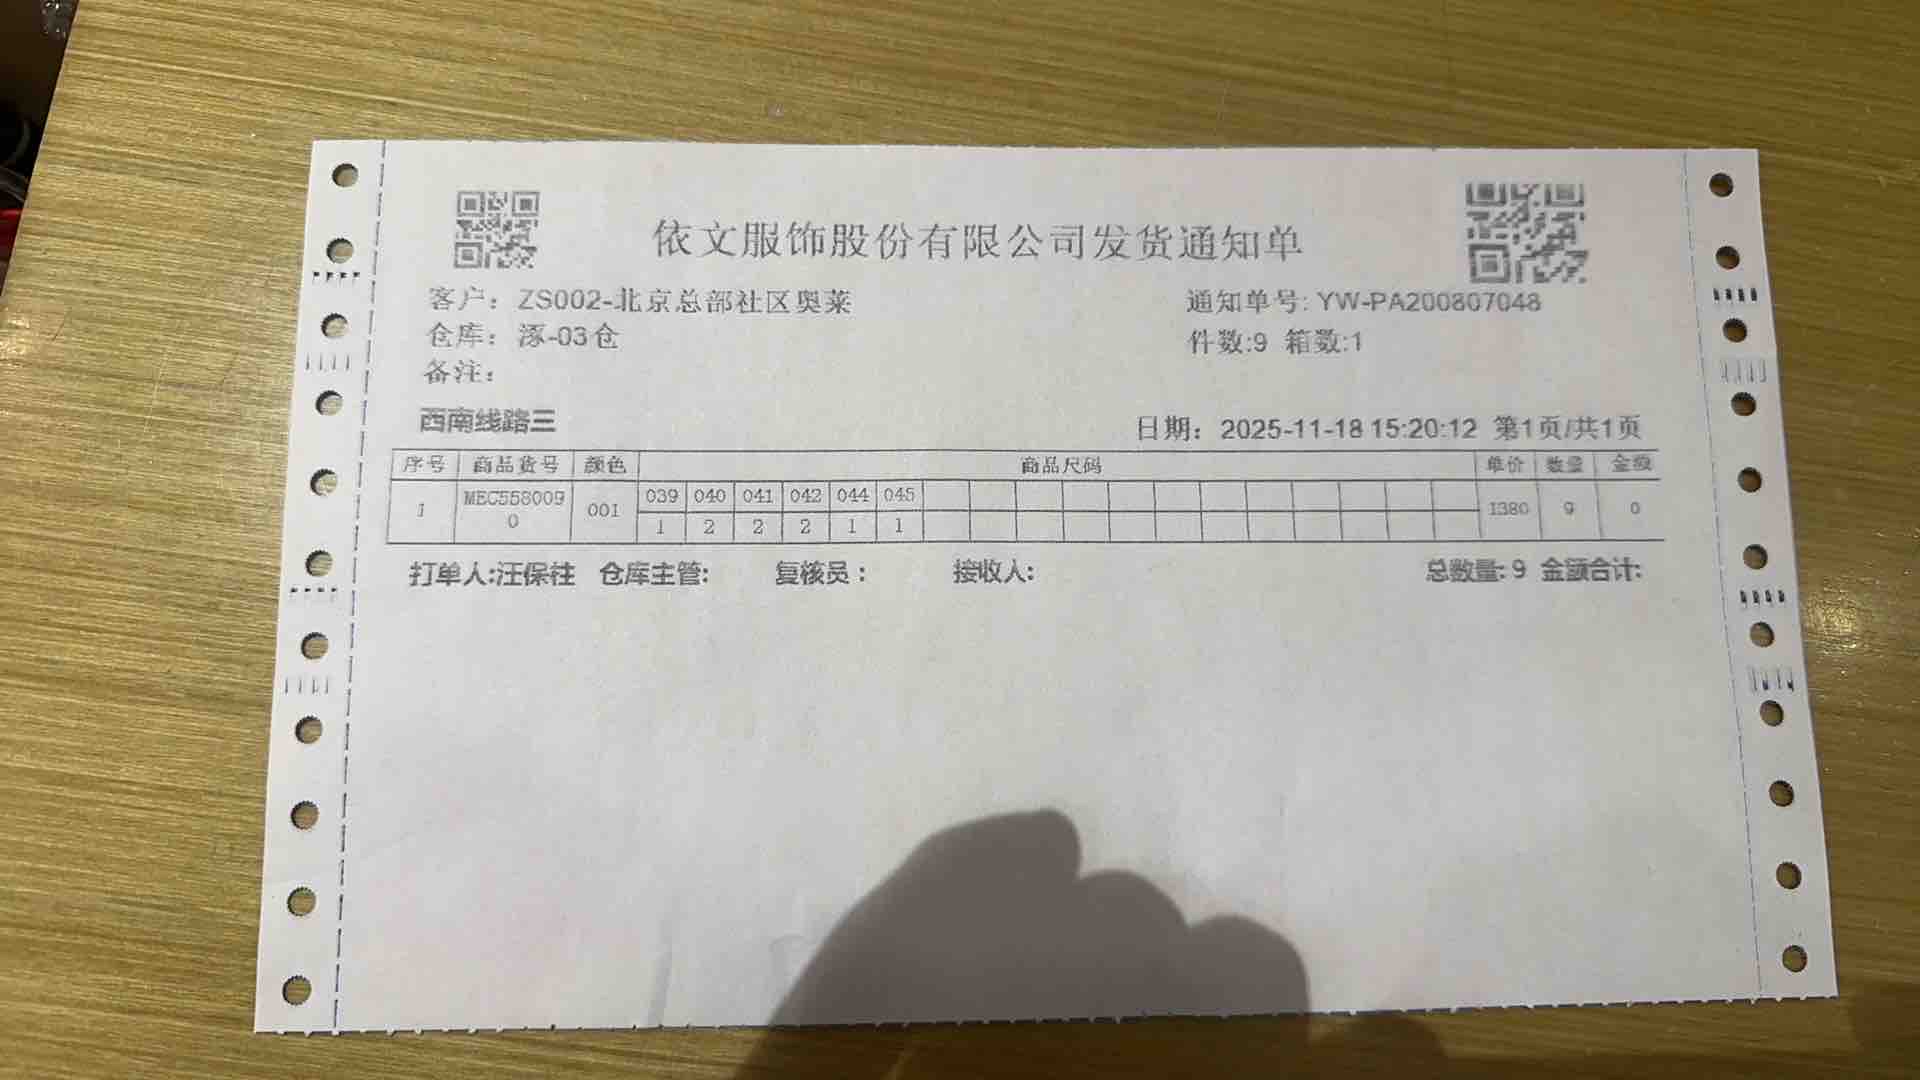 依文服饰股份有限公司发货通知单
客户：ZS002-北京总部社区奥莱 通知单号: YW-PA200807048
仓库：涿-03仓 件数:9 箱数:1
备注：
西南线路三 日期：2025-11-18 15:20:12 第1页/共1页
序号 商品货号 颜色 商品尺码 单价 数量 金额
1 MEC5580090 001 039 040 041 042 044 045 1380 9 0
1 2 2 2 1 1
打单人:汪保柱 仓库主管: 复核员： 接收人: 总数量: 9 金额合计: